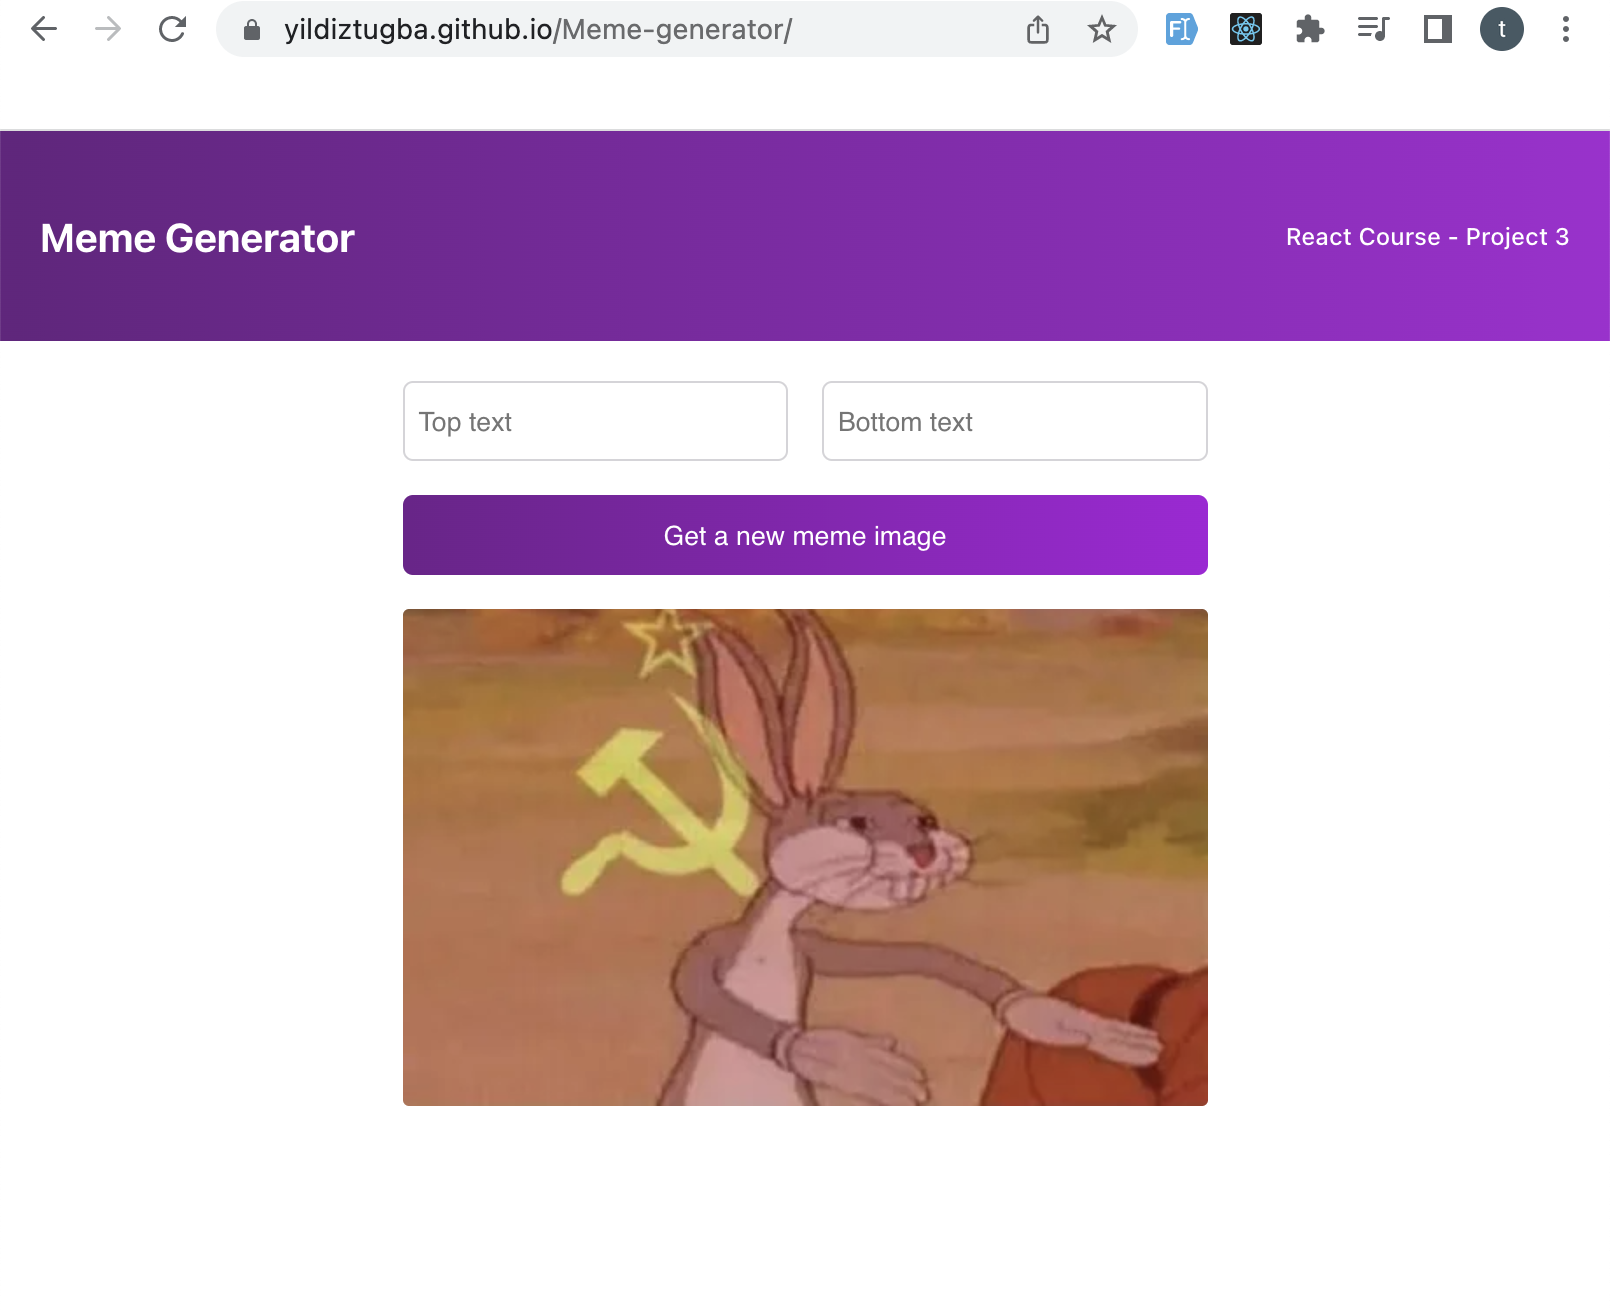 yildiztugba.github.io/Meme-generator/
t
Meme Generator
React Course - Project 3
Top text
Bottom text
Get a new meme image